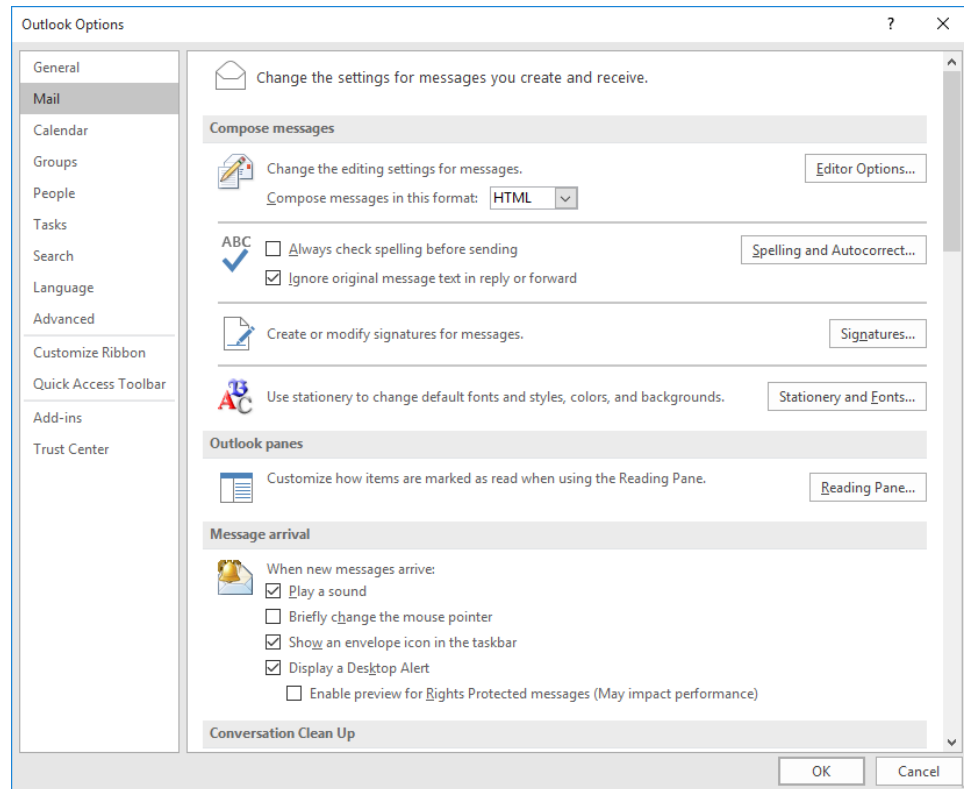 Outlook Options
?
General
Mail
Calendar
Groups
People
Tasks
Search
Language
Advanced
Customize Ribbon
Quick Access Toolbar
Add-ins
Trust Center
Change the settings for messages you create and receive.
Compose messages
Change the editing settings for messages.
Editor Options...
Compose messages in this format: HTML
ABC
Always check spelling before sending
Spelling and Autocorrect...
Ignore original message text in reply or forward
Create or modify signatures for messages.
Signatures...
Use stationery to change default fonts and styles, colors, and backgrounds.
Stationery and Fonts...
Outlook panes
Customize how items are marked as read when using the Reading Pane.
Reading Pane...
Message arrival
When new messages arrive:
Play a sound
Briefly change the mouse pointer
Show an envelope icon in the taskbar
Display a Desktop Alert
Enable preview for Rights Protected messages (May impact performance)
Conversation Clean Up
OK
Cancel